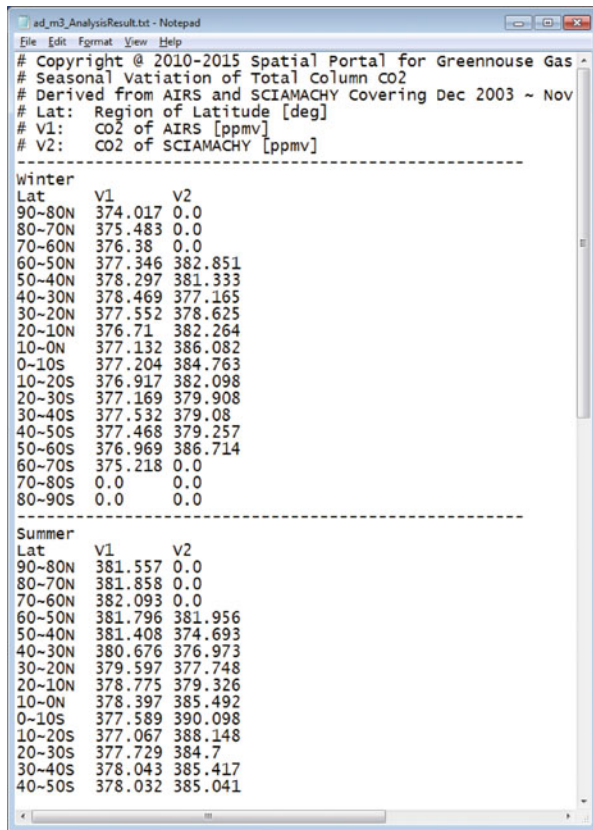 ad_m3_AnalysisResult.txt - Notepad
File Edit Format View Help
# Copyright @ 2010-2015 Spatial Portal for Greennouse Gas
# Seasonal Vatiation of Total Column CO2
# Derived from AIRS and SCIAMACHY Covering Dec 2003 ~ Nov
# Lat: Region of Latitude [deg]
# V1: CO2 of AIRS [ppmv]
# V2: CO2 of SCIAMACHY [ppmv]
------------------------------------------------------
Winter
Lat V1 V2
90~80N 374.017 0.0
80~70N 375.483 0.0
70~60N 376.38 0.0
60~50N 377.346 382.851
50~40N 378.297 381.333
40~30N 378.469 377.165
30~20N 377.552 378.625
20~10N 376.71 382.264
10~0N 377.132 386.082
0~10S 377.204 384.763
10~20S 376.917 382.098
20~30S 377.169 379.908
30~40S 377.532 379.08
40~50S 377.468 379.257
50~60S 376.969 386.714
60~70S 375.218 0.0
70~80S 0.0 0.0
80~90S 0.0 0.0
------------------------------------------------------
Summer
Lat V1 V2
90~80N 381.557 0.0
80~70N 381.858 0.0
70~60N 382.093 0.0
60~50N 381.796 381.956
50~40N 381.408 374.693
40~30N 380.676 376.973
30~20N 379.597 377.748
20~10N 378.775 379.326
10~0N 378.397 385.492
0~10S 377.589 390.098
10~20S 377.067 388.148
20~30S 377.729 384.7
30~40S 378.043 385.417
40~50S 378.032 385.041